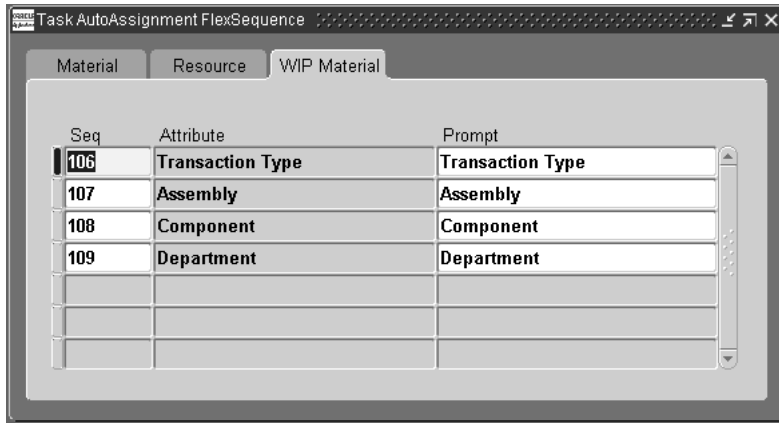 Task AutoAssignment FlexSequence
Material Resource WIP Material
Seq Attribute Prompt
106 Transaction Type Transaction Type
107 Assembly Assembly
108 Component Component
109 Department Department